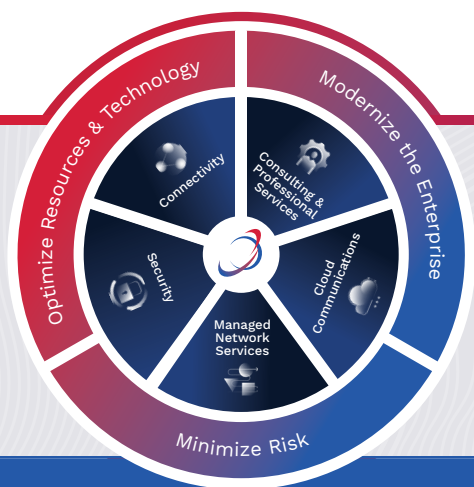 Optimize Resources & Technology
Modernize the Enterprise
Minimize Risk
Connectivity
Consulting &
Professional
Services
Cloud
Communications
Managed
Network
Services
Security